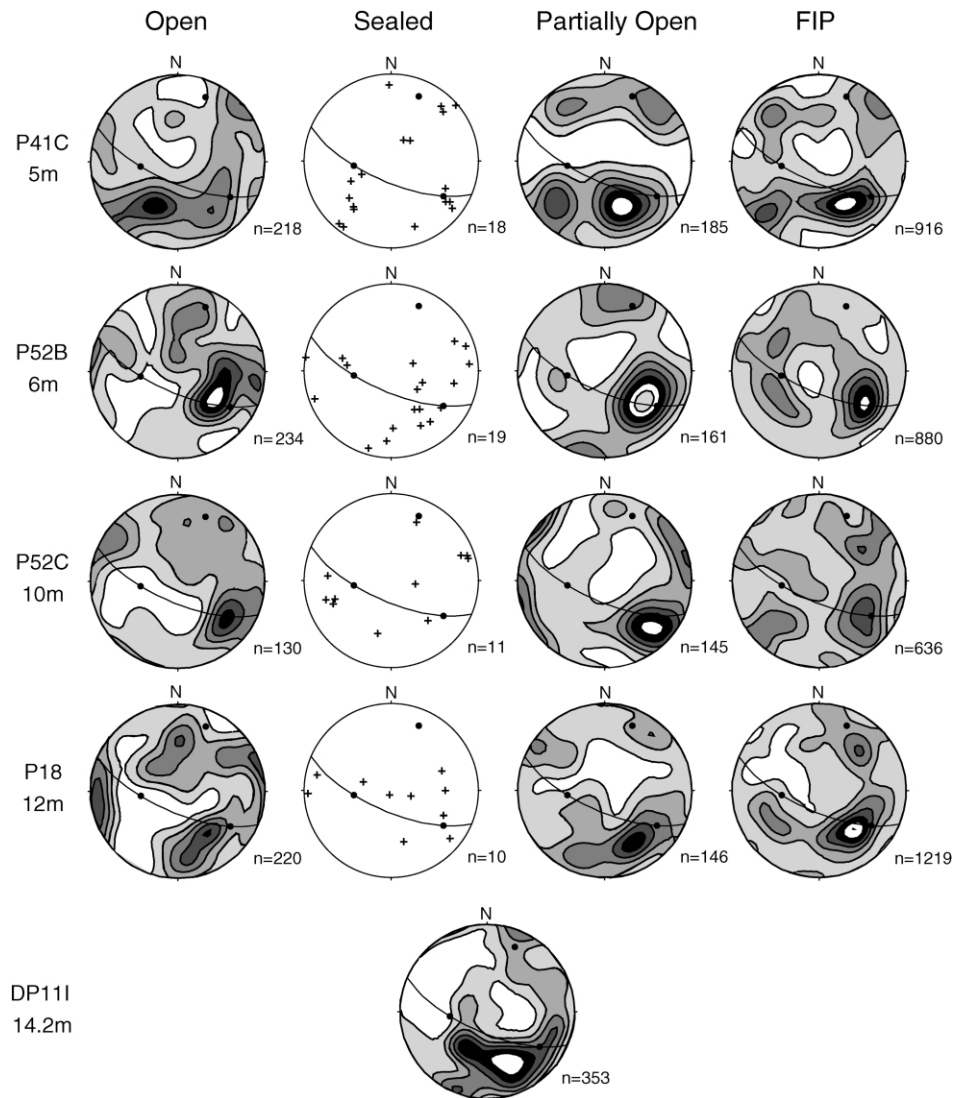 Open Sealed Partially Open FIP
N N N N
P41C
5m
n=218 n=18 n=185 n=916
N N N N
P52B
6m
n=234 n=19 n=161 n=880
N N N N
P52C
10m
n=130 n=11 n=145 n=636
N N N N
P18
12m
n=220 n=10 n=146 n=1219
N
DP11I
14.2m
n=353